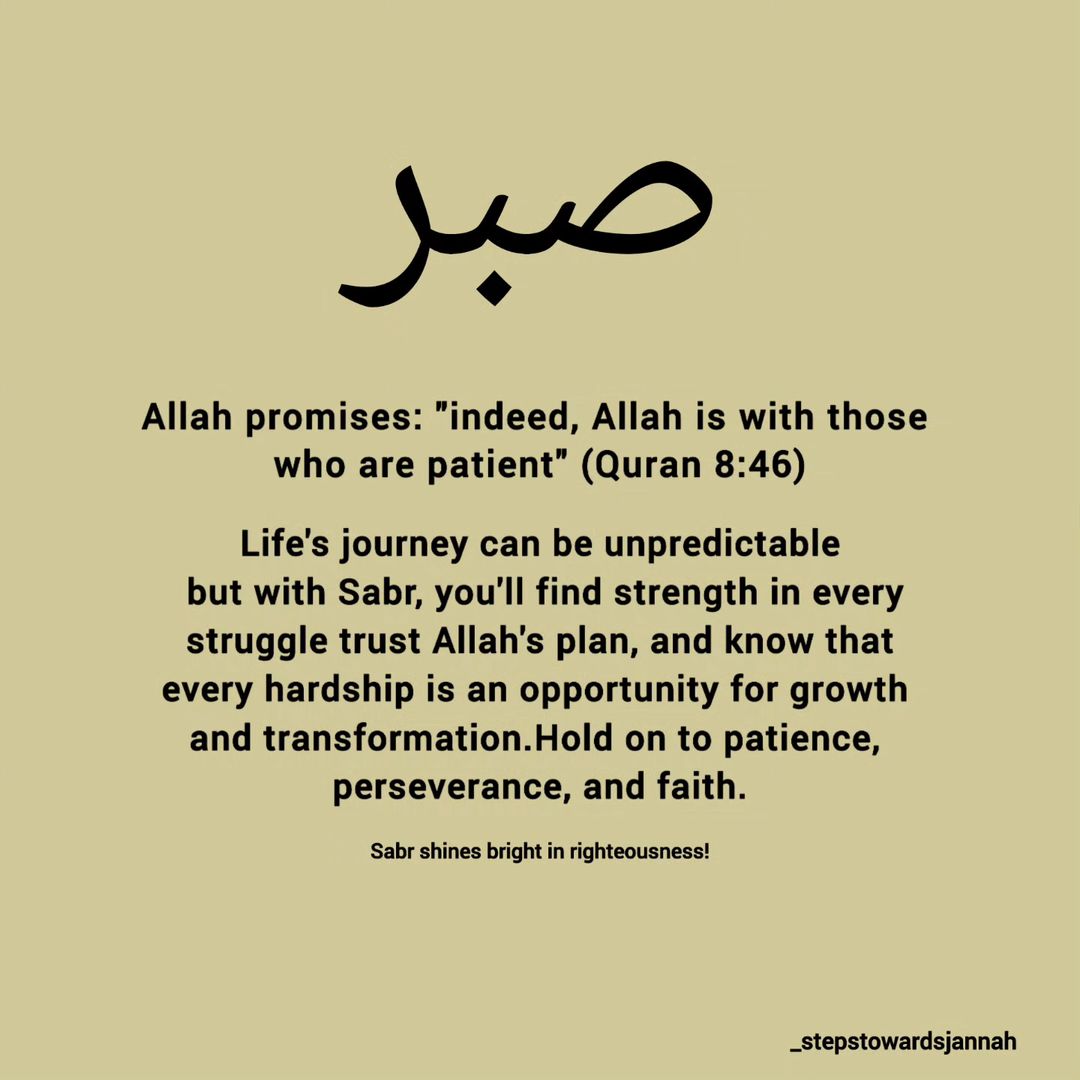 صبر
Allah promises: "indeed, Allah is with those
who are patient" (Quran 8:46)
Life's journey can be unpredictable
but with Sabr, you'll find strength in every
struggle trust Allah's plan, and know that
every hardship is an opportunity for growth
and transformation.Hold on to patience,
perseverance, and faith.
Sabr shines bright in righteousness!
_stepstowardsjannah